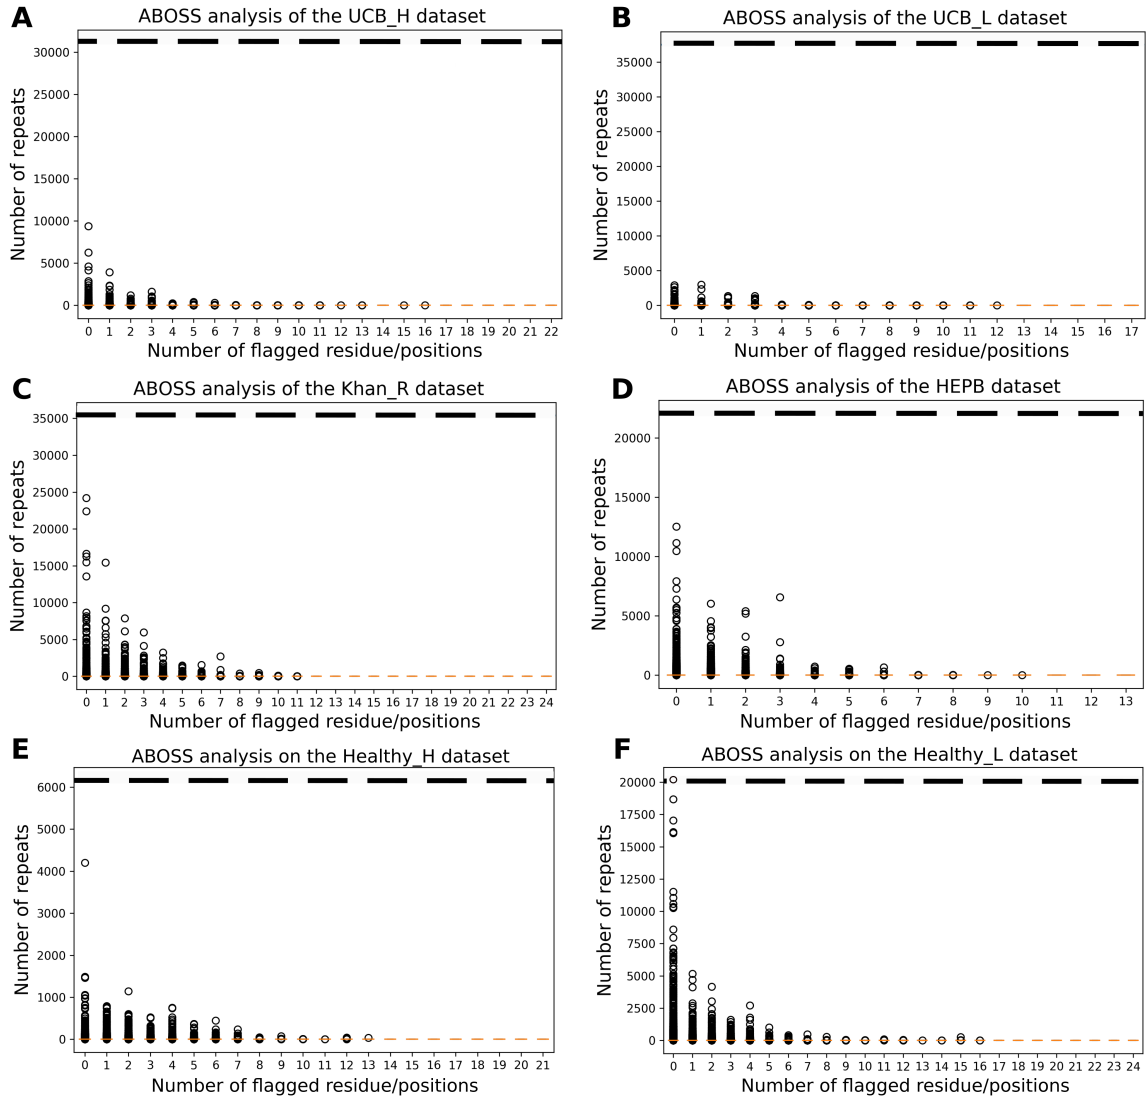 A
ABOSS analysis of the UCB_H dataset
30000
25000
20000
15000
10000
5000
0
Number of repeats
0 1 2 3 4 5 6 7 8 9 10 11 12 13 14 15 16 17 18 19 20 21 22
Number of flagged residue/positions
B
ABOSS analysis of the UCB_L dataset
35000
30000
25000
20000
15000
10000
5000
0
Number of repeats
0 1 2 3 4 5 6 7 8 9 10 11 12 13 14 15 16 17
Number of flagged residue/positions
C
ABOSS analysis of the Khan_R dataset
35000
30000
25000
20000
15000
10000
5000
0
Number of repeats
0 1 2 3 4 5 6 7 8 9 10 11 12 13 14 15 16 17 18 19 20 21 22 23 24
Number of flagged residue/positions
D
ABOSS analysis of the HEPB dataset
20000
15000
10000
5000
0
Number of repeats
0 1 2 3 4 5 6 7 8 9 10 11 12 13
Number of flagged residue/positions
E
ABOSS analysis on the Healthy_H dataset
6000
5000
4000
3000
2000
1000
0
Number of repeats
0 1 2 3 4 5 6 7 8 9 10 11 12 13 14 15 16 17 18 19 20 21
Number of flagged residue/positions
F
ABOSS analysis on the Healthy_L dataset
20000
17500
15000
12500
10000
7500
5000
2500
0
Number of repeats
0 1 2 3 4 5 6 7 8 9 10 11 12 13 14 15 16 17 18 19 20 21 22 23 24
Number of flagged residue/positions